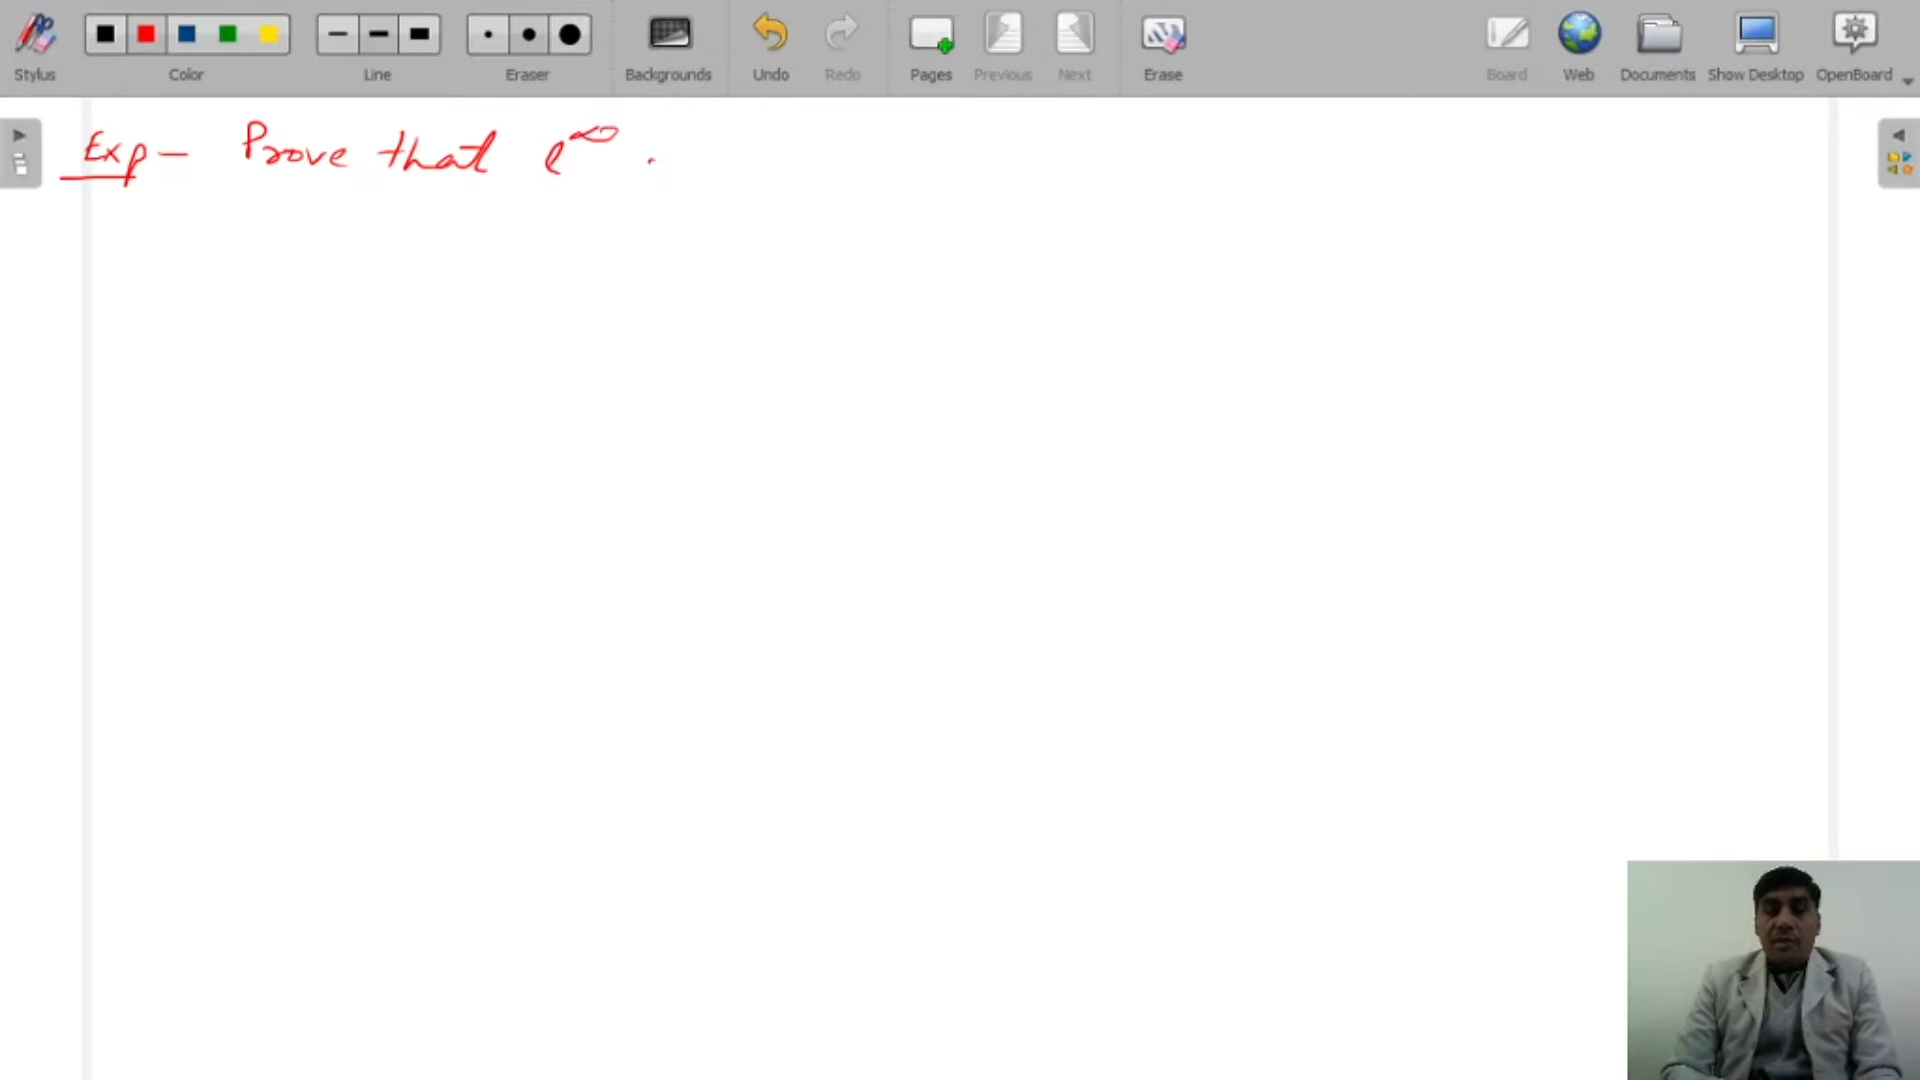 Stylus Color Line Eraser Backgrounds Undo Redo Pages Previous Next Erase Board Web Documents Show Desktop OpenBoard
Exp – Prove that l^∞ .